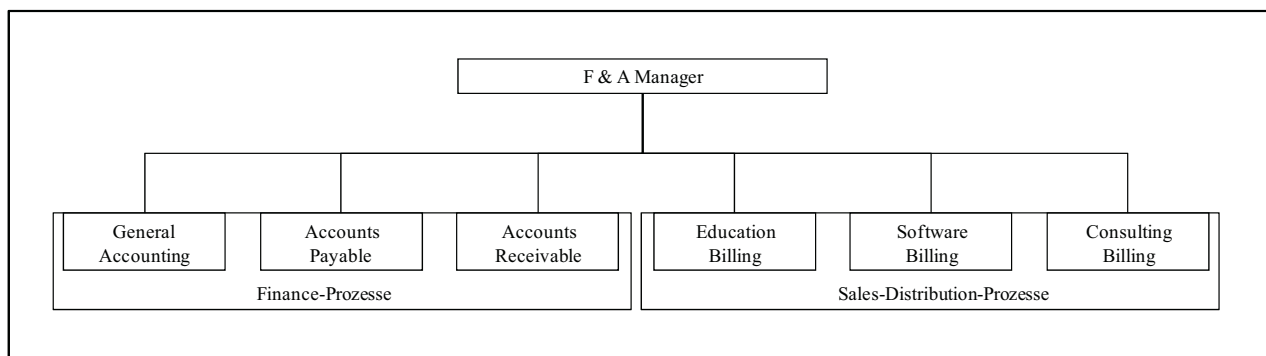 F & A Manager
General
Accounting
Accounts
Payable
Accounts
Receivable
Education
Billing
Software
Billing
Consulting
Billing
Finance-Prozesse
Sales-Distribution-Prozesse